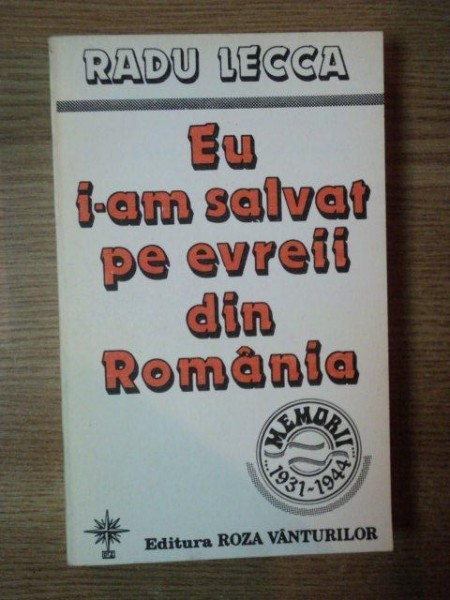 RADU LECCA
Eu
i-am salvat
pe evreii
din
România
MEMORII
...1931-1944...
Editura ROZA VÂNTURILOR